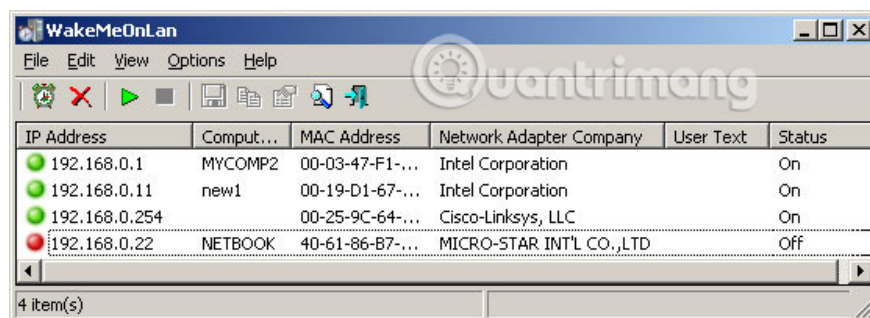 WakeMeOnLan
File Edit View Options Help
Quantrimang
IP Address Comput... MAC Address Network Adapter Company User Text Status
192.168.0.1 MYCOMP2 00-03-47-F1-... Intel Corporation On
192.168.0.11 new1 00-19-D1-67-... Intel Corporation On
192.168.0.254 00-25-9C-64-... Cisco-Linksys, LLC On
192.168.0.22 NETBOOK 40-61-86-B7-... MICRO-STAR INT'L CO.,LTD Off
4 item(s)